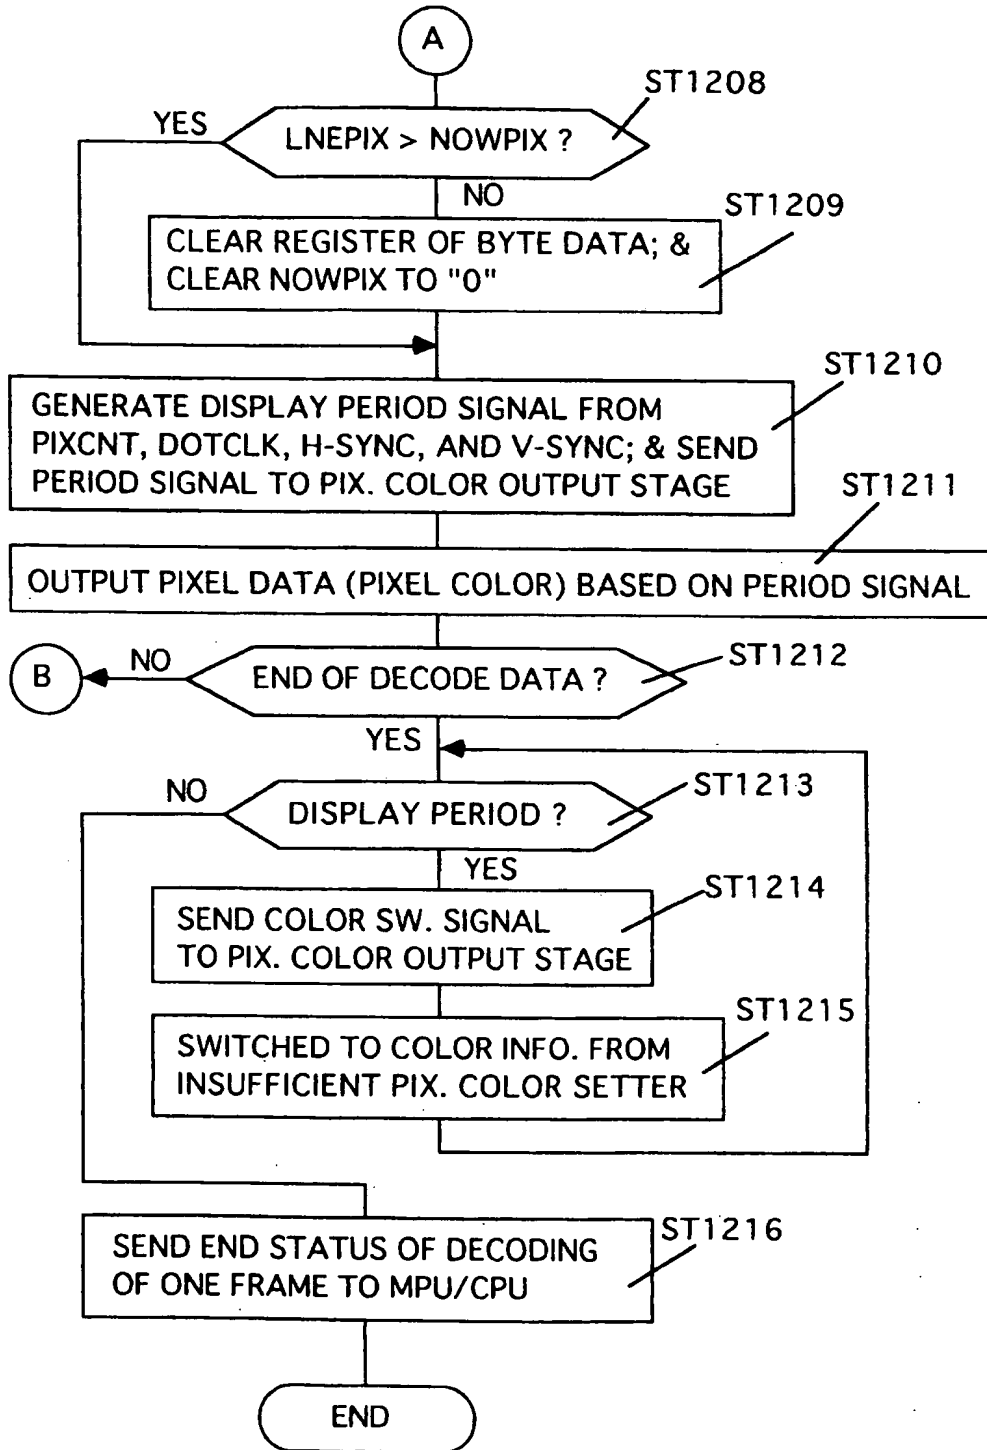 A
ST1208
YES
LNEPIX > NOWPIX ?
NO
ST1209
CLEAR REGISTER OF BYTE DATA; &
CLEAR NOWPIX TO "0"
ST1210
GENERATE DISPLAY PERIOD SIGNAL FROM
PIXCNT, DOTCLK, H-SYNC, AND V-SYNC; & SEND
PERIOD SIGNAL TO PIX. COLOR OUTPUT STAGE
ST1211
OUTPUT PIXEL DATA (PIXEL COLOR) BASED ON PERIOD SIGNAL
ST1212
B
NO
END OF DECODE DATA ?
YES
ST1213
NO
DISPLAY PERIOD ?
YES
ST1214
SEND COLOR SW. SIGNAL
TO PIX. COLOR OUTPUT STAGE
ST1215
SWITCHED TO COLOR INFO. FROM
INSUFFICIENT PIX. COLOR SETTER
ST1216
SEND END STATUS OF DECODING
OF ONE FRAME TO MPU/CPU
END